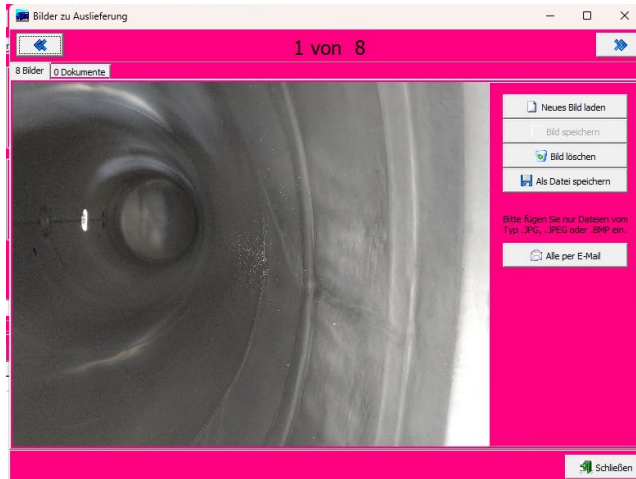 Bilder zu Auslieferung
1 von 8
8 Bilder
0 Dokumente
Neues Bild laden
Bild speichern
Bild löschen
Als Datei speichern
Bitte fügen Sie nur Dateien vom
Typ .JPG, .JPEG oder .BMP ein.
Alle per E-Mail
Schließen